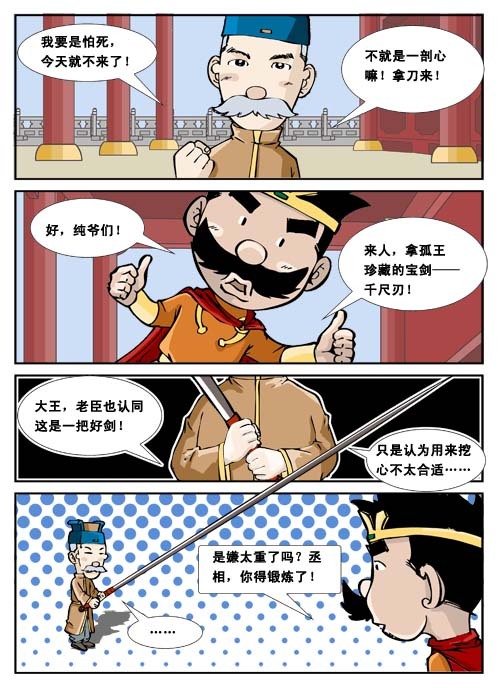 我要是怕死，
今天就不来了！
不就是一剖心
嘛！拿刀来！
好，纯爷们！
来人，拿孤王
珍藏的宝剑——
千尺刃！
大王，老臣也认同
这是一把好剑！
只是认为用来挖
心不太合适……
是嫌太重了吗？丞
相，你得锻炼了！
……